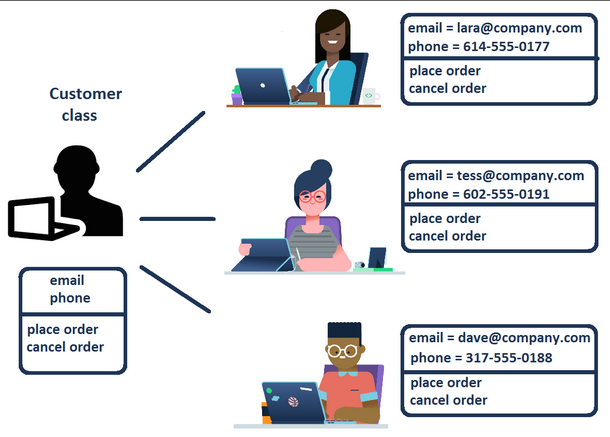 Customer
class
email
phone
place order
cancel order
email = lara@company.com
phone = 614-555-0177
place order
cancel order
email = tess@company.com
phone = 602-555-0191
place order
cancel order
email = dave@company.com
phone = 317-555-0188
place order
cancel order